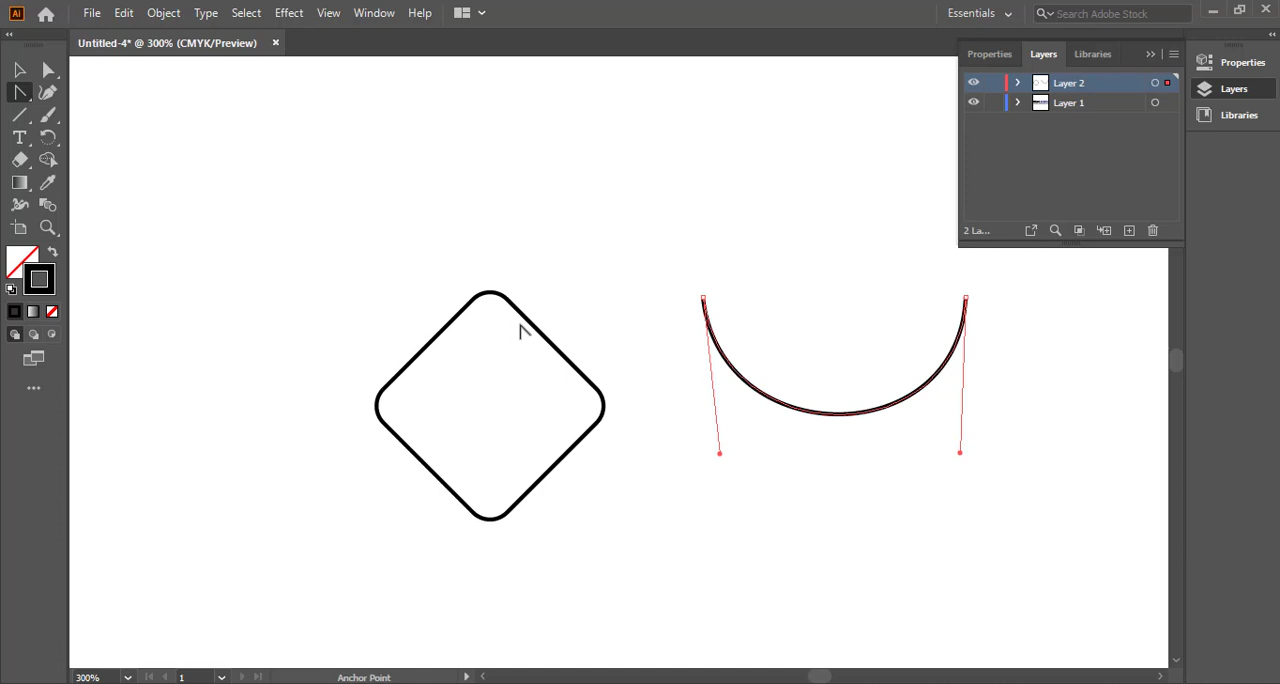 Ai File Edit Object Type Select Effect View Window Help Essentials Search Adobe Stock
Untitled-4* @ 300% (CMYK/Preview) ×
Properties Layers Libraries
Layer 2
Layer 1
2 La...
Properties
Layers
Libraries
T
300% 1 Anchor Point